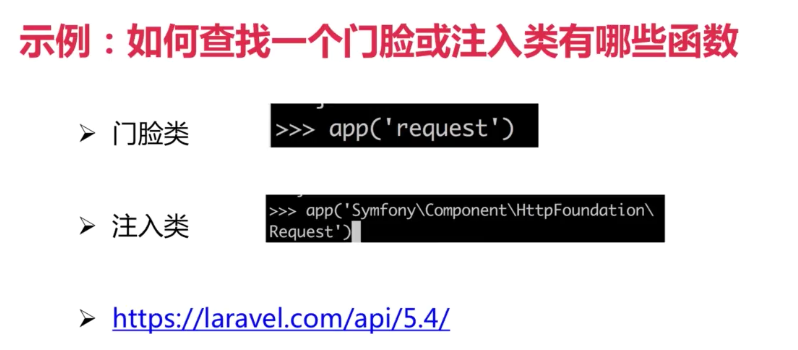 示例：如何查找一个门脸或注入类有哪些函数
➢ 门脸类
>>> app('request')
➢ 注入类
>>> app('Symfony\Component\HttpFoundation\
Request')
➢ https://laravel.com/api/5.4/